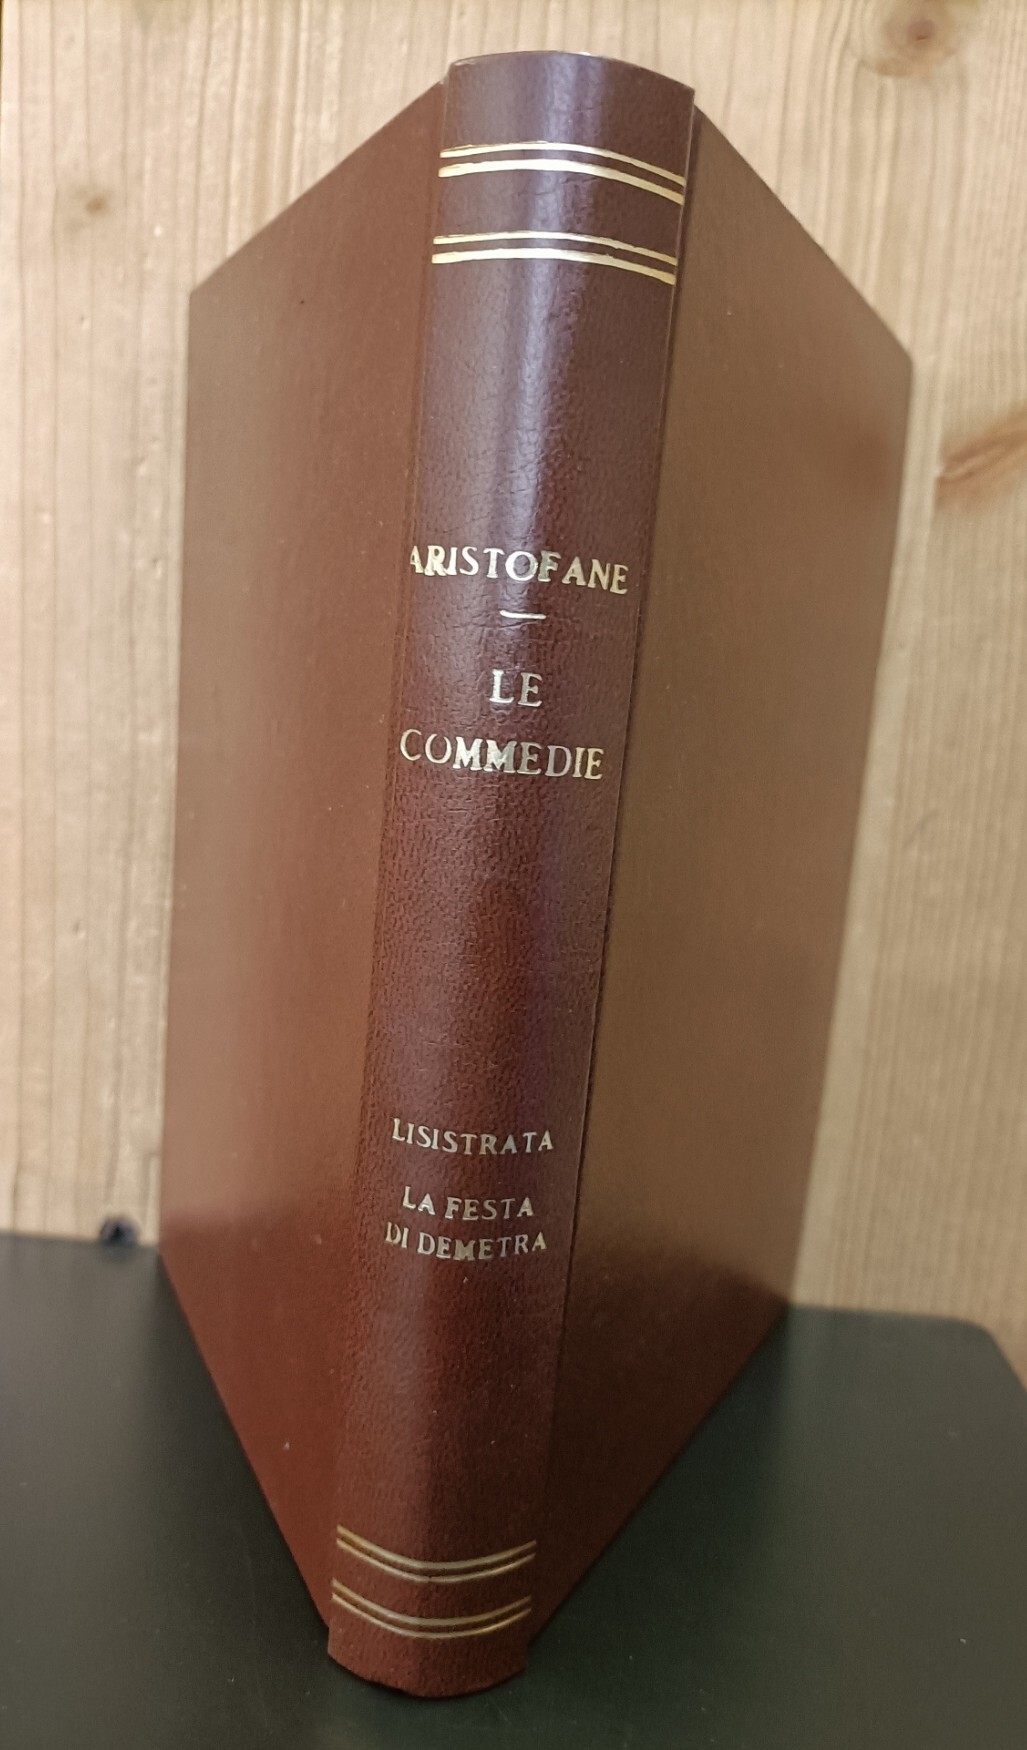 ARISTOFANE
LE
COMMEDIE
LISISTRATA
LA FESTA
DI DEMETRA